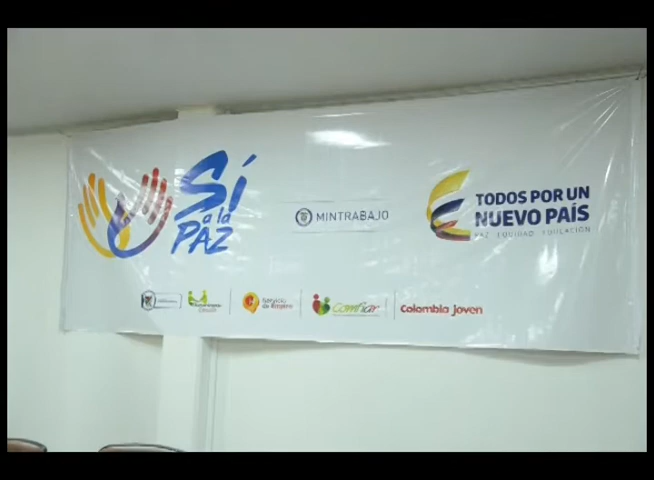 Sí
a la
PAZ
MINTRABAJO
TODOS POR UN
NUEVO PAÍS
PAZ EQUIDAD EDUCACIÓN
Servicio
de Empleo
Comfiar
Colombia Joven